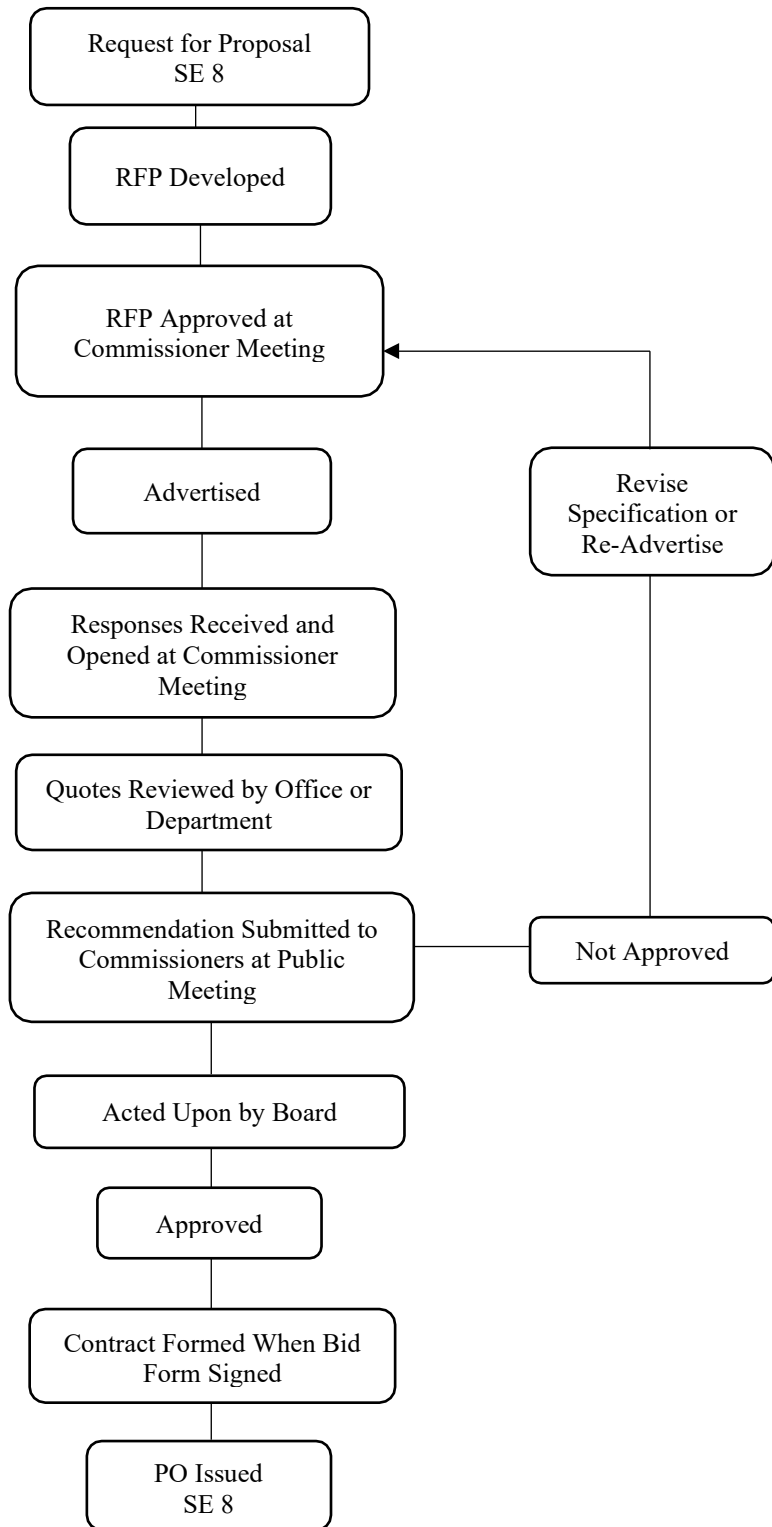 Request for Proposal
SE 8
RFP Developed
RFP Approved at
Commissioner Meeting
Advertised
Revise
Specification or
Re-Advertise
Responses Received and
Opened at Commissioner
Meeting
Quotes Reviewed by Office or
Department
Recommendation Submitted to
Commissioners at Public
Meeting
Not Approved
Acted Upon by Board
Approved
Contract Formed When Bid
Form Signed
PO Issued
SE 8